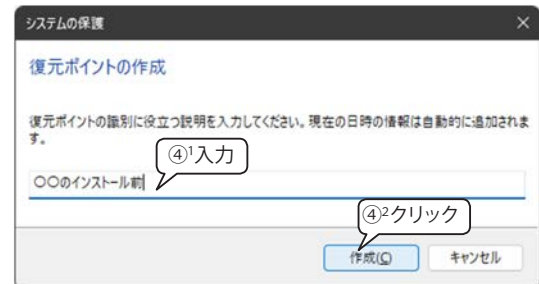 システムの保護
復元ポイントの作成
復元ポイントの識別に役立つ説明を入力してください。現在の日時の情報は自動的に追加されま
す。
④¹入力
〇〇のインストール前
④²クリック
作成(C)
キャンセル